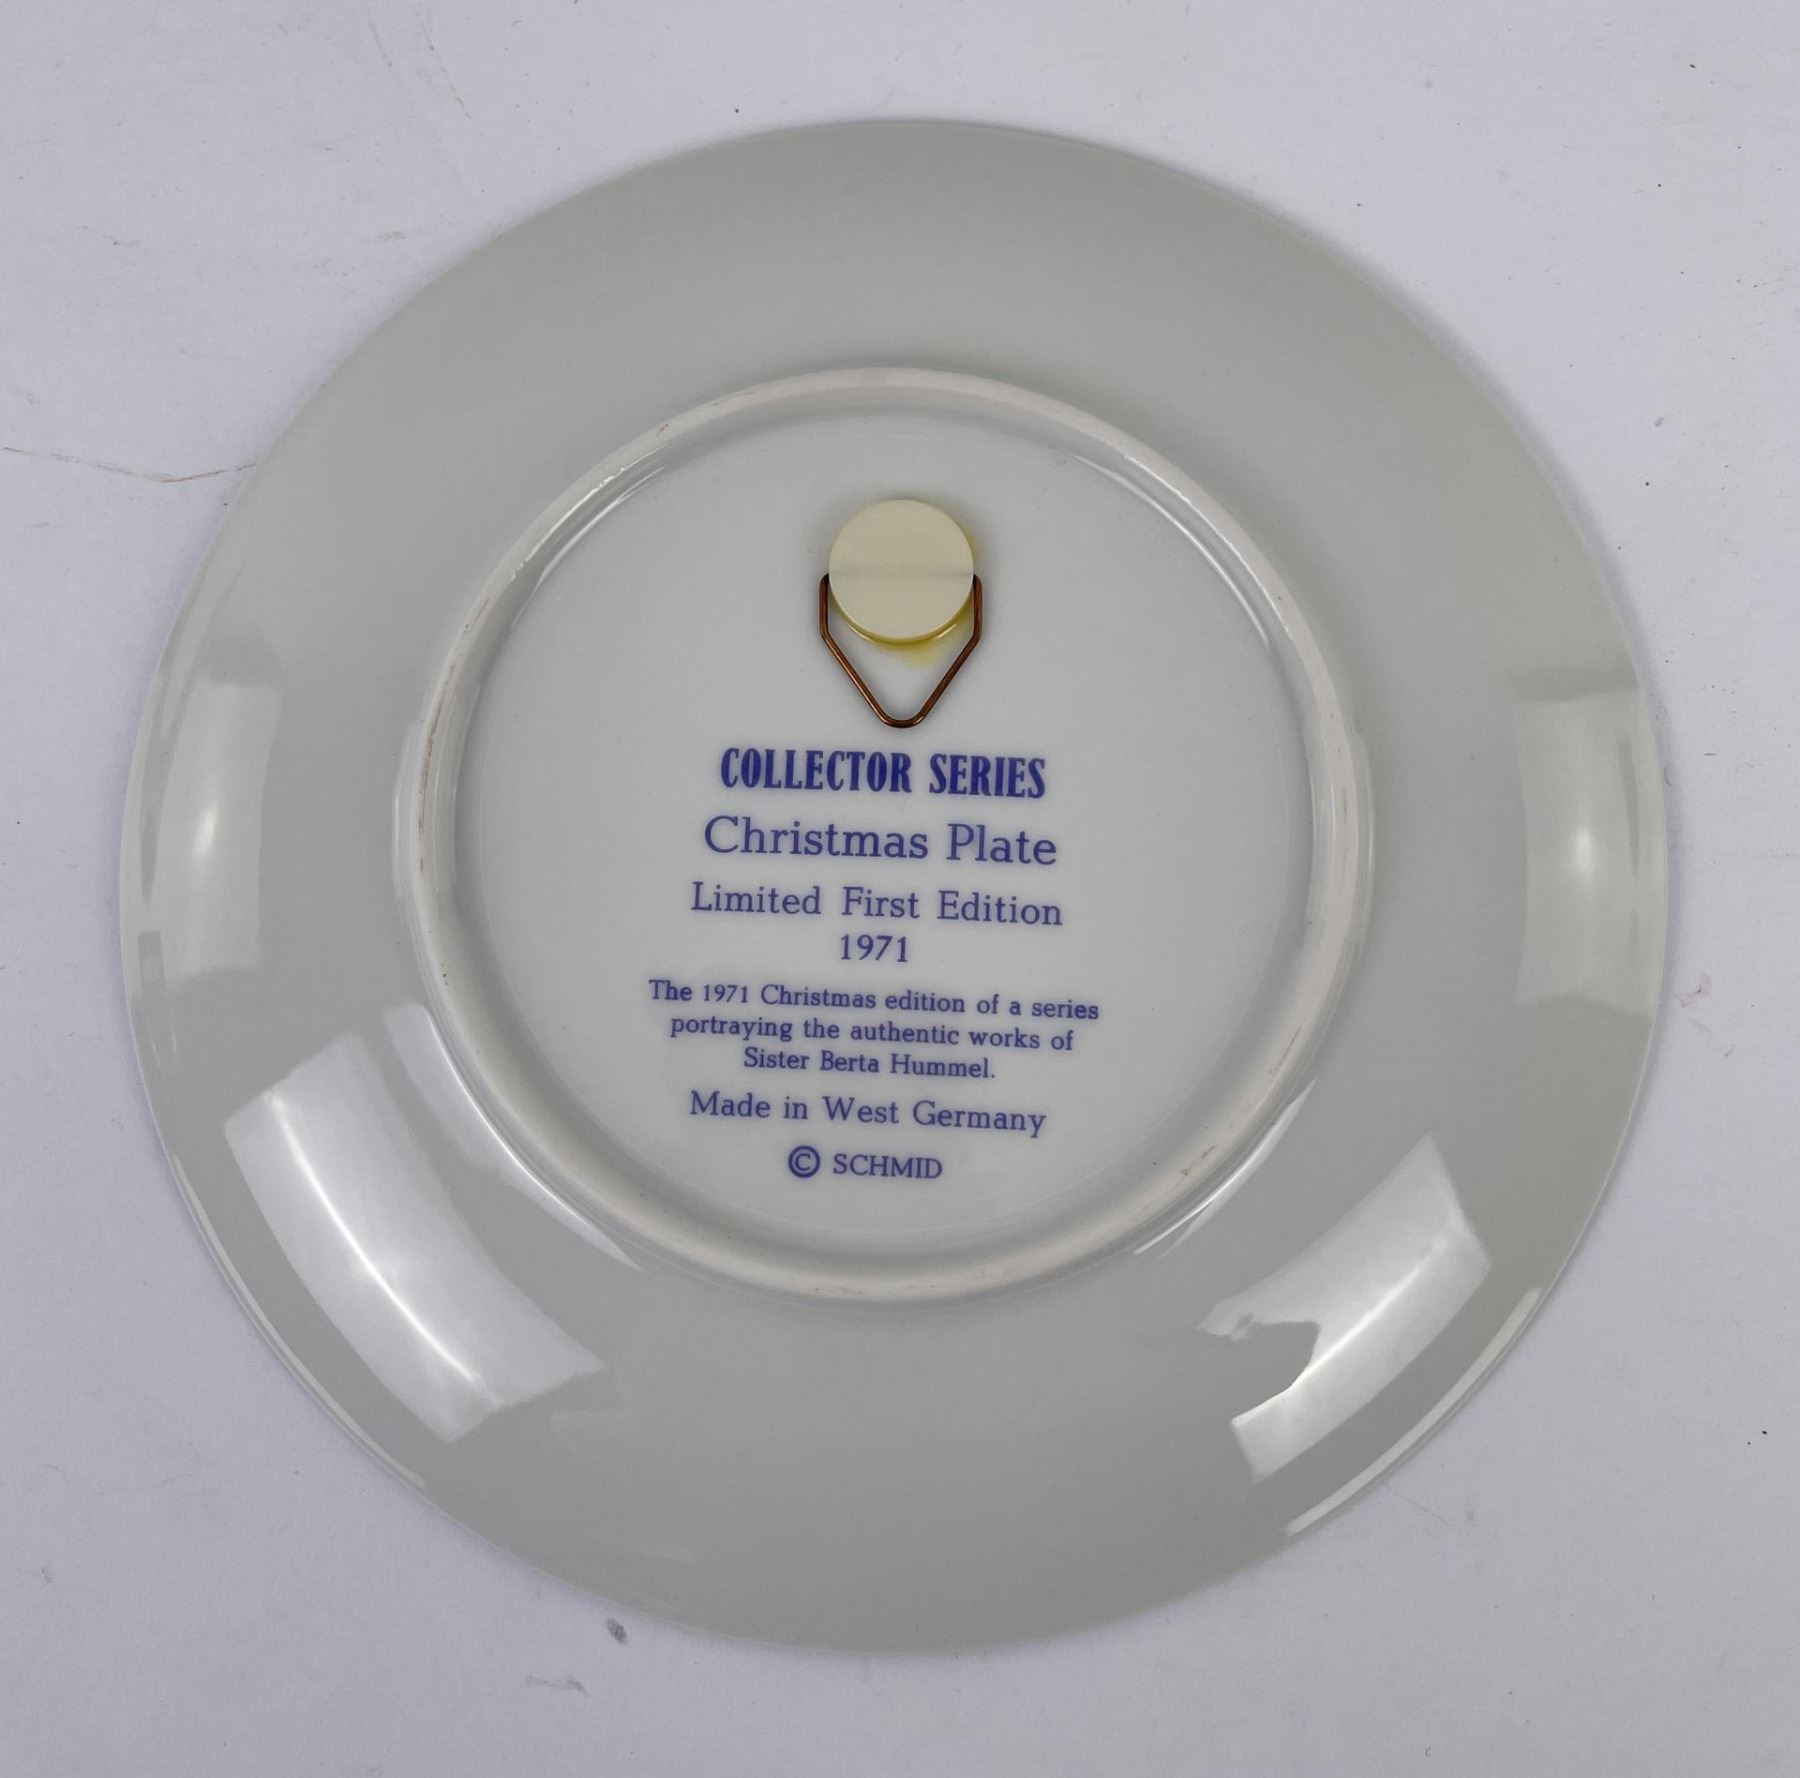 COLLECTOR SERIES
Christmas Plate
Limited First Edition
1971
The 1971 Christmas edition of a series
portraying the authentic works of
Sister Berta Hummel.
Made in West Germany
© SCHMID